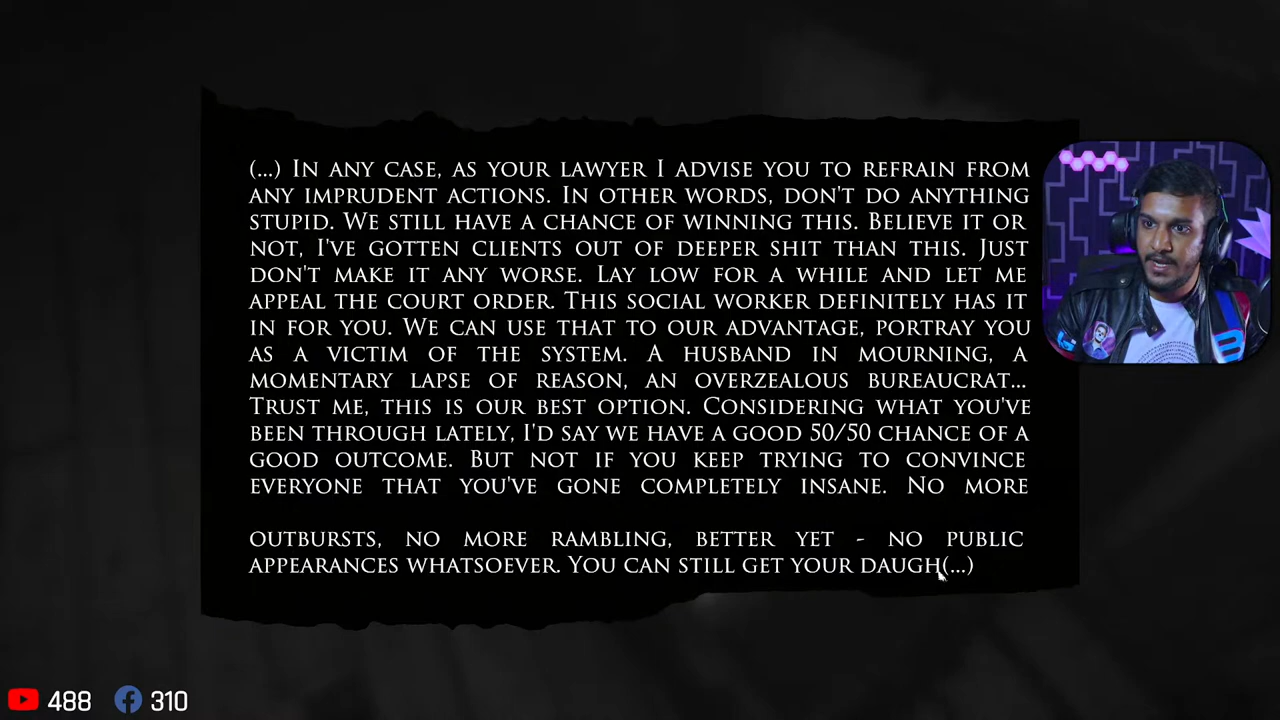 (...) In any case, as your lawyer I advise you to refrain from
any imprudent actions. In other words, don't do anything
stupid. We still have a chance of winning this. Believe it or
not, I've gotten clients out of deeper shit than this. Just
don't make it any worse. Lay low for a while and let me
appeal the court order. This social worker definitely has it
in for you. We can use that to our advantage, portray you
as a victim of the system. A husband in mourning, a
momentary lapse of reason, an overzealous bureaucrat...
Trust me, this is our best option. Considering what you've
been through lately, I'd say we have a good 50/50 chance of a
good outcome. But not if you keep trying to convince
everyone that you've gone completely insane. No more
outbursts, no more rambling, better yet - no public
appearances whatsoever. You can still get your daugh(...)
488 310